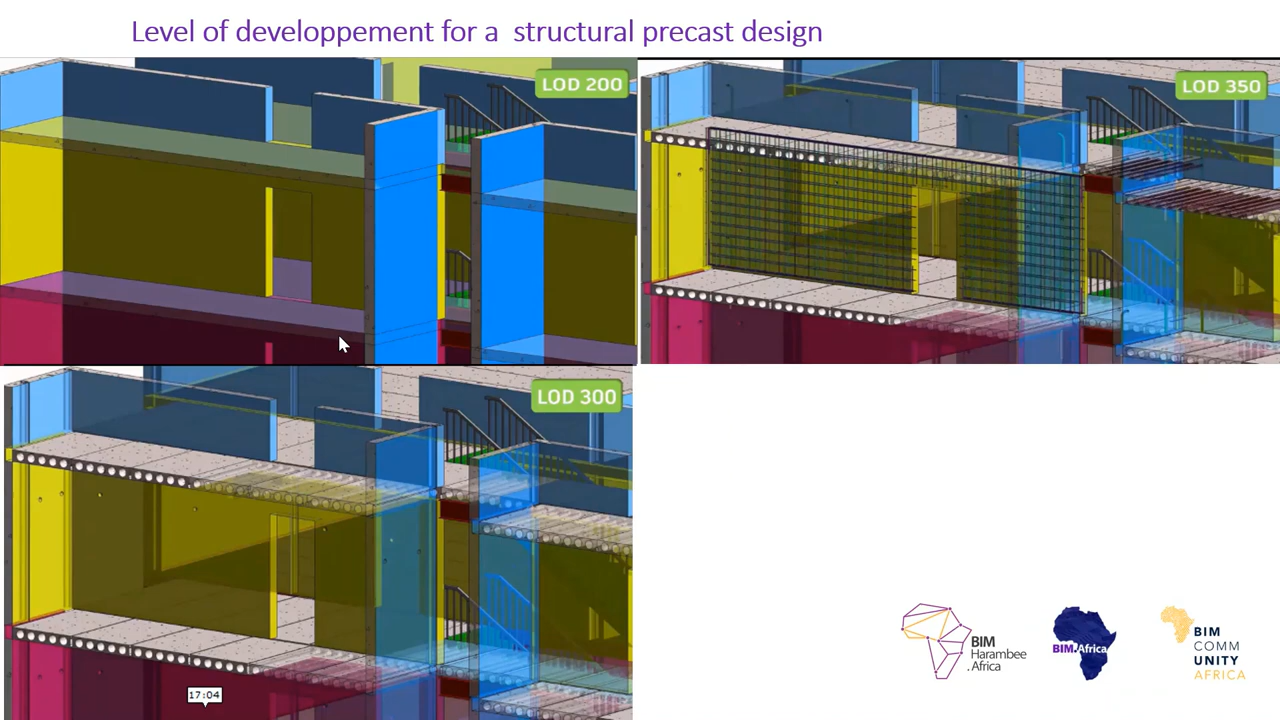 Level of developpement for a structural precast design
LOD 200
LOD 350
LOD 300
17:04
BIM
Harambee
.Africa
BIM.Africa
BIM
COMM
UNITY
AFRICA